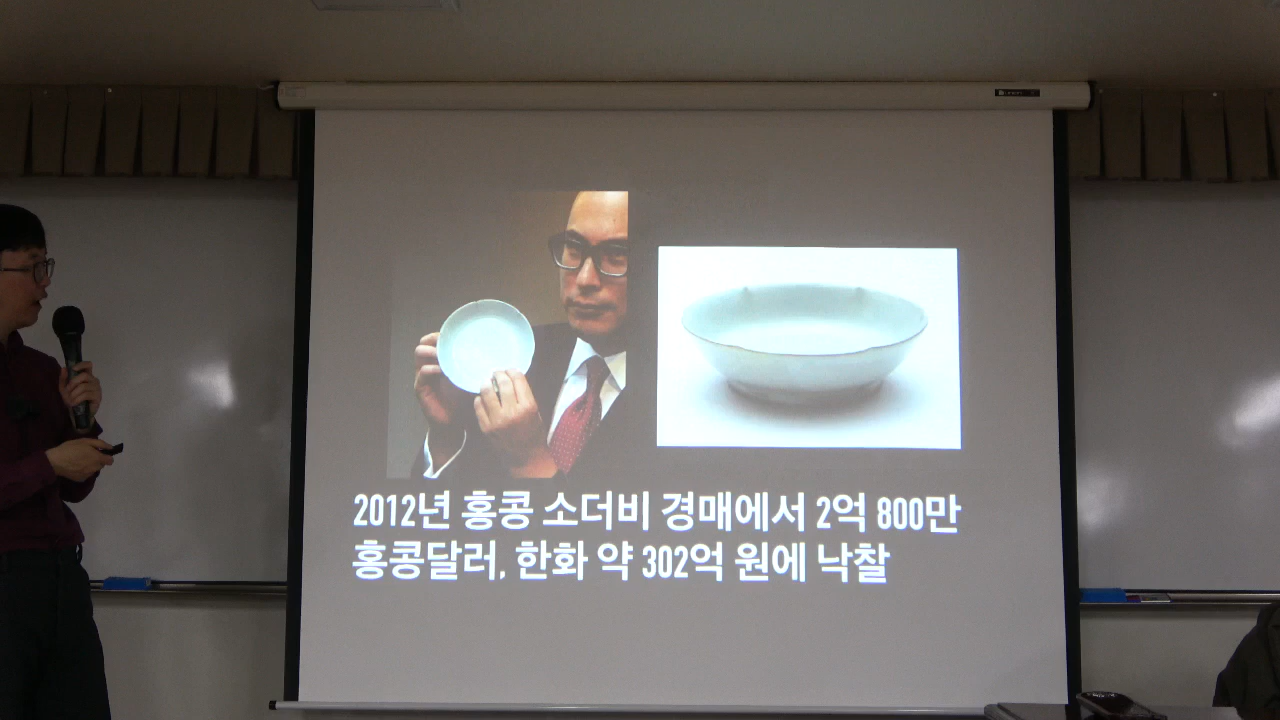 2012년 홍콩 소더비 경매에서 2억 800만
홍콩달러, 한화 약 302억 원에 낙찰